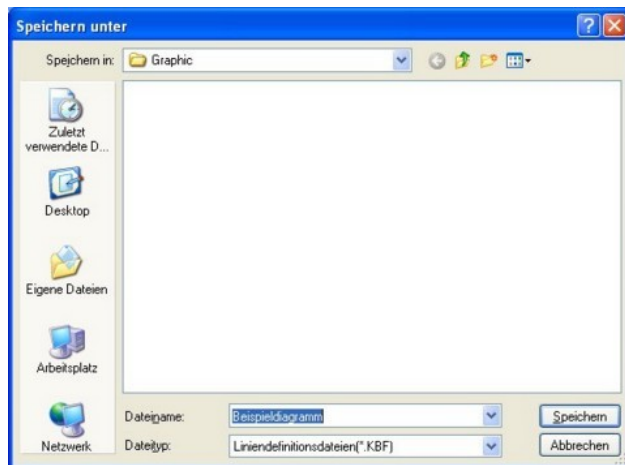 Speichern unter
Speichern in:
Graphic
Zuletzt
verwendete D...
Desktop
Eigene Dateien
Arbeitsplatz
Netzwerk
Dateiname:
Beispieldiagramm
Speichern
Dateityp:
Liniendefinitionsdateien(*.KBF)
Abbrechen